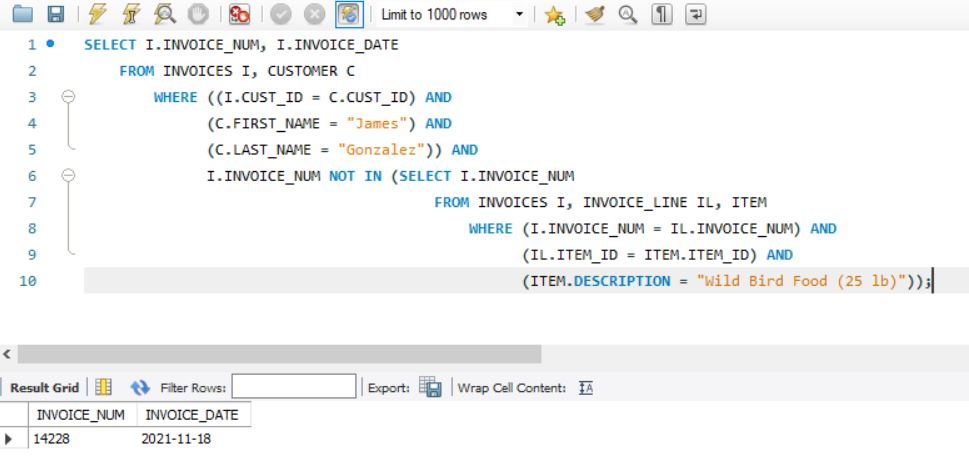 Limit to 1000 rows
1 SELECT I.INVOICE_NUM, I.INVOICE_DATE
2 FROM INVOICES I, CUSTOMER C
3 WHERE ((I.CUST_ID = C.CUST_ID) AND
4 (C.FIRST_NAME = "James") AND
5 (C.LAST_NAME = "Gonzalez")) AND
6 I.INVOICE_NUM NOT IN (SELECT I.INVOICE_NUM
7 FROM INVOICES I, INVOICE_LINE IL, ITEM
8 WHERE (I.INVOICE_NUM = IL.INVOICE_NUM) AND
9 (IL.ITEM_ID = ITEM.ITEM_ID) AND
10 (ITEM.DESCRIPTION = "Wild Bird Food (25 lb)"));
Result Grid Filter Rows: Export: Wrap Cell Content:
INVOICE_NUM INVOICE_DATE
14228 2021-11-18